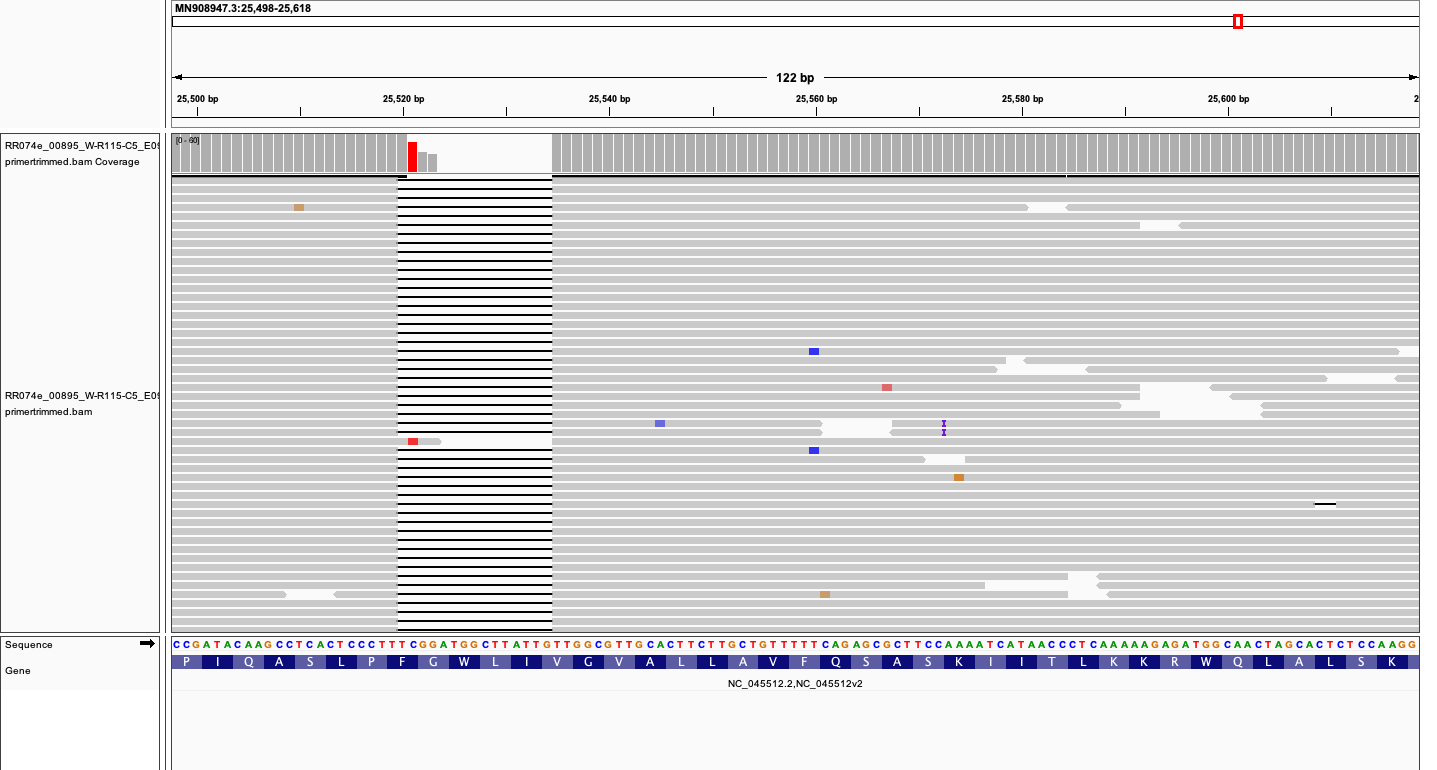 MN908947.3:25,498-25,618
122 bp
25,500 bp 25,520 bp 25,540 bp 25,560 bp 25,580 bp 25,600 bp 2
RR074e_00895_W-R115-C5_E09
primertrimmed.bam Coverage
[0 - 60]
RR074e_00895_W-R115-C5_E09
primertrimmed.bam
Sequence
CCGATACAAGCCTCACTCCCTTTCGGATGGCTTATTGTTGGCGTTGCACTTCTTGCTGTTTTTCAGAGCGCTTCCAAAATCATAACCCTCAAAAAGAGATGGCAACTAGCACTCTCCAAGG
Gene
P I Q A S L P F G W L I V G V A L L A V F Q S A S K I I T L K K R W Q L A L S K
NC_045512.2,NC_045512v2